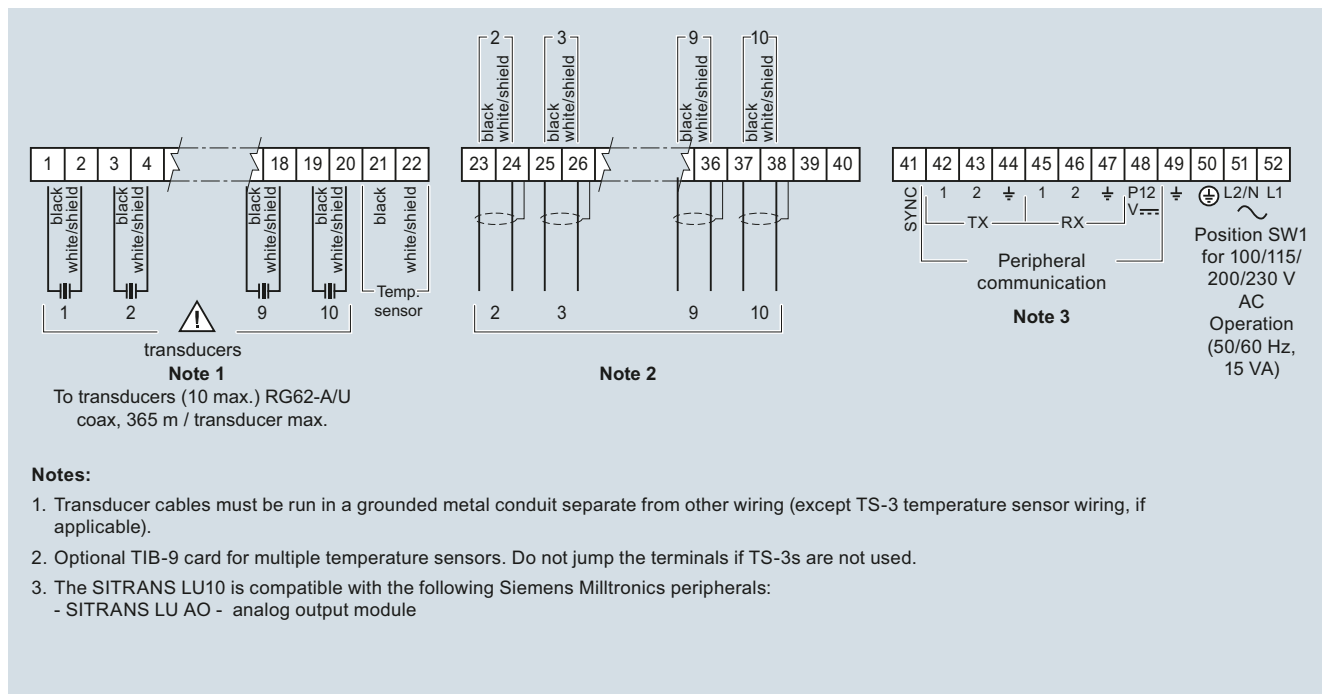 2 3 9 10
black white/shield black white/shield black white/shield black white/shield
1 2 3 4 18 19 20 21 22
23 24 25 26 36 37 38 39 40
41 42 43 44 45 46 47 48 49 50 51 52
black white/shield black white/shield black white/shield black white/shield black white/shield
1 2 9 10
Temp.
sensor
transducers
Note 1
To transducers (10 max.) RG62-A/U
coax, 365 m / transducer max.
2 3 9 10
Note 2
SYNC 1 2 1 2 P12 L2/N L1
V
TX RX
Peripheral
communication
Note 3
Position SW1
for 100/115/
200/230 V
AC
Operation
(50/60 Hz,
15 VA)
Notes:
1. Transducer cables must be run in a grounded metal conduit separate from other wiring (except TS-3 temperature sensor wiring, if
applicable).
2. Optional TIB-9 card for multiple temperature sensors. Do not jump the terminals if TS-3s are not used.
3. The SITRANS LU10 is compatible with the following Siemens Milltronics peripherals:
- SITRANS LU AO - analog output module